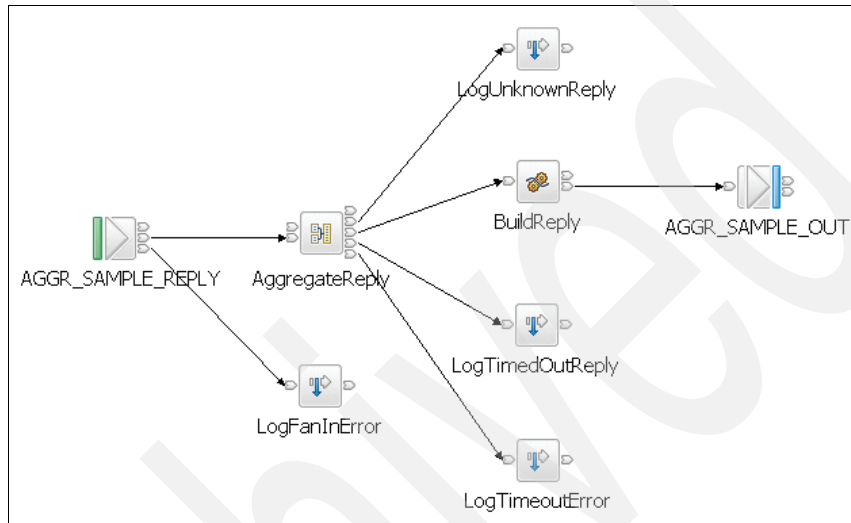 LogUnknownReply
BuildReply
AGGR_SAMPLE_OUT
AGGR_SAMPLE_REPLY
AggregateReply
LogTimedOutReply
LogFanInError
LogTimeoutError